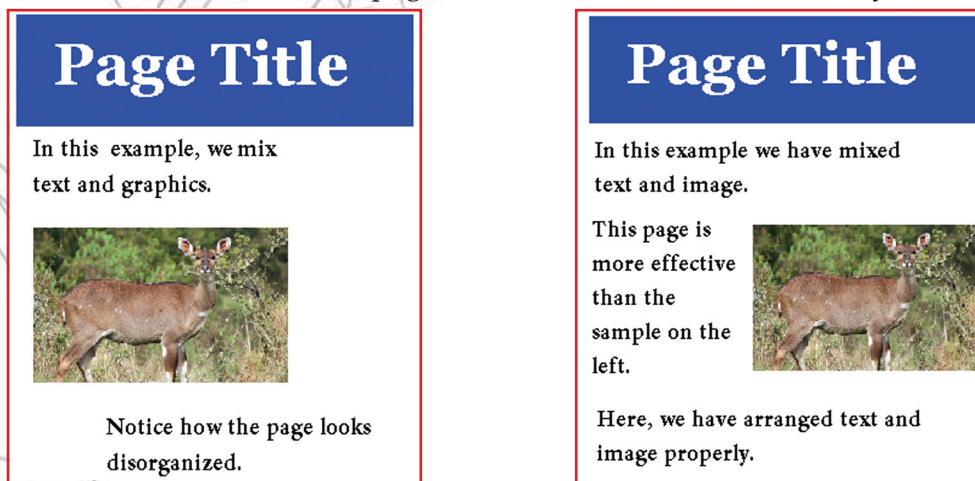 Page Title
In this example, we mix
text and graphics.
Notice how the page looks
disorganized.
Page Title
In this example we have mixed
text and image.
This page is
more effective
than the
sample on the
left.
Here, we have arranged text and
image properly.